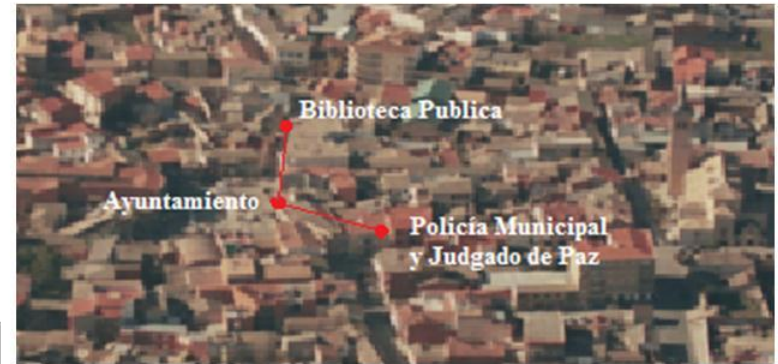 Biblioteca Publica
Ayuntamiento
Policía Municipal
y Judgado de Paz